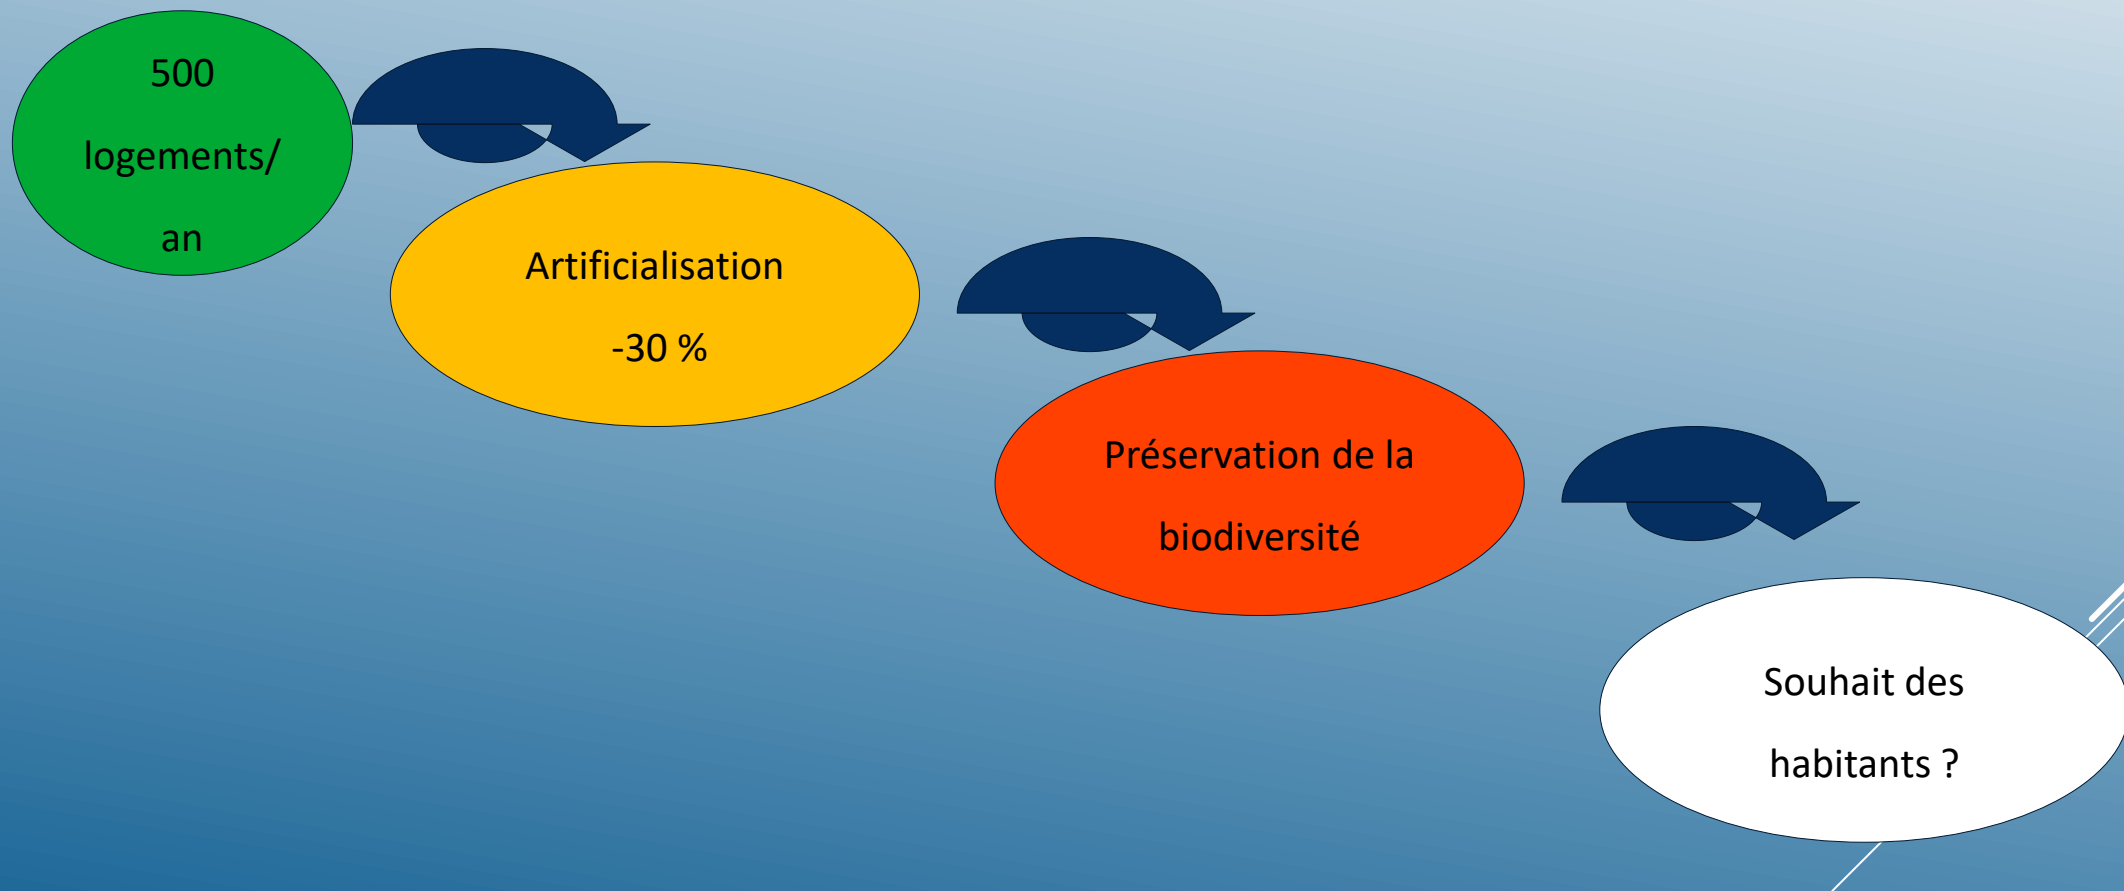 500
logements/
an
Artificialisation
-30 %
Préservation de la
biodiversité
Souhait des
habitants ?